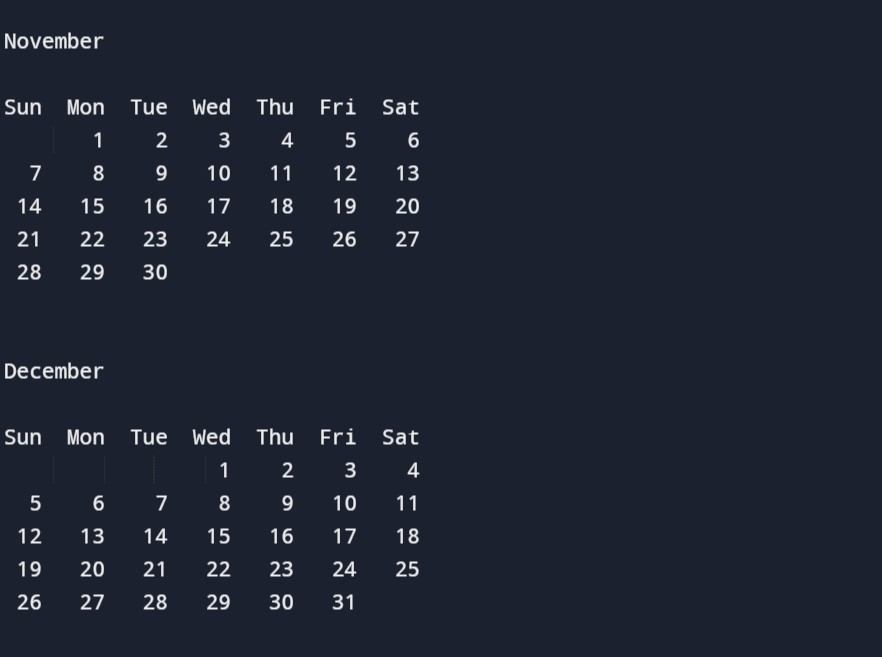 November
Sun Mon Tue Wed Thu Fri Sat
1 2 3 4 5 6
7 8 9 10 11 12 13
14 15 16 17 18 19 20
21 22 23 24 25 26 27
28 29 30
December
Sun Mon Tue Wed Thu Fri Sat
1 2 3 4
5 6 7 8 9 10 11
12 13 14 15 16 17 18
19 20 21 22 23 24 25
26 27 28 29 30 31